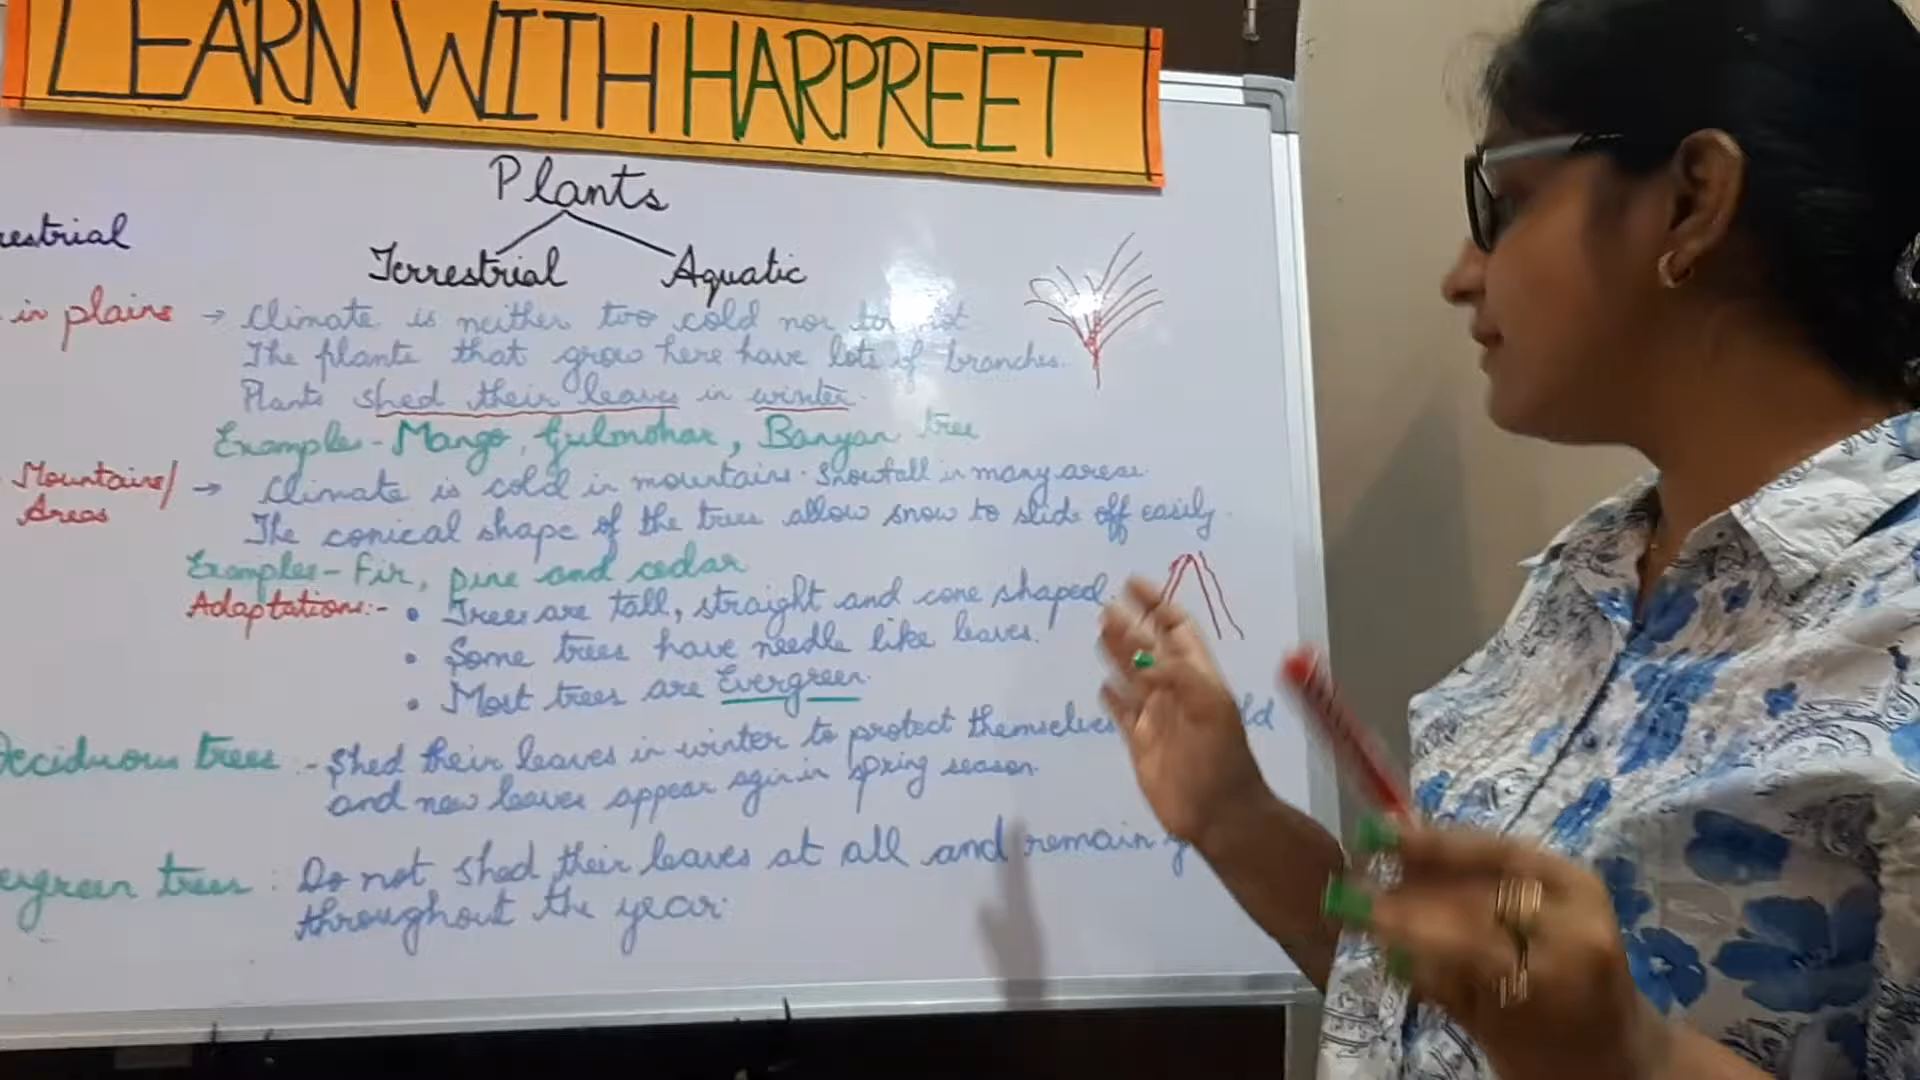 LEARN WITH HARPREET
Plants
Terrestrial Aquatic
restrial
in plains → Climate is neither too cold nor too hot
The plants that grow here have lots of branches.
Plants shed their leaves in winter.
Examples- Mango, Gulmohar, Banyan tree
Mountains/ → Climate is cold in mountains. Snowfall in many areas.
Areas The conical shape of the trees allow snow to slide off easily.
Examples- Fir, pine and cedar
Adaptations:- • Trees are tall, straight and cone shaped.
• Some trees have needle like leaves.
• Most trees are Evergreen.
Deciduous trees :- Shed their leaves in winter to protect themselves ld
and new leaves appear again in spring season.
ergreen trees : Do not shed their leaves at all and remain
throughout the year.